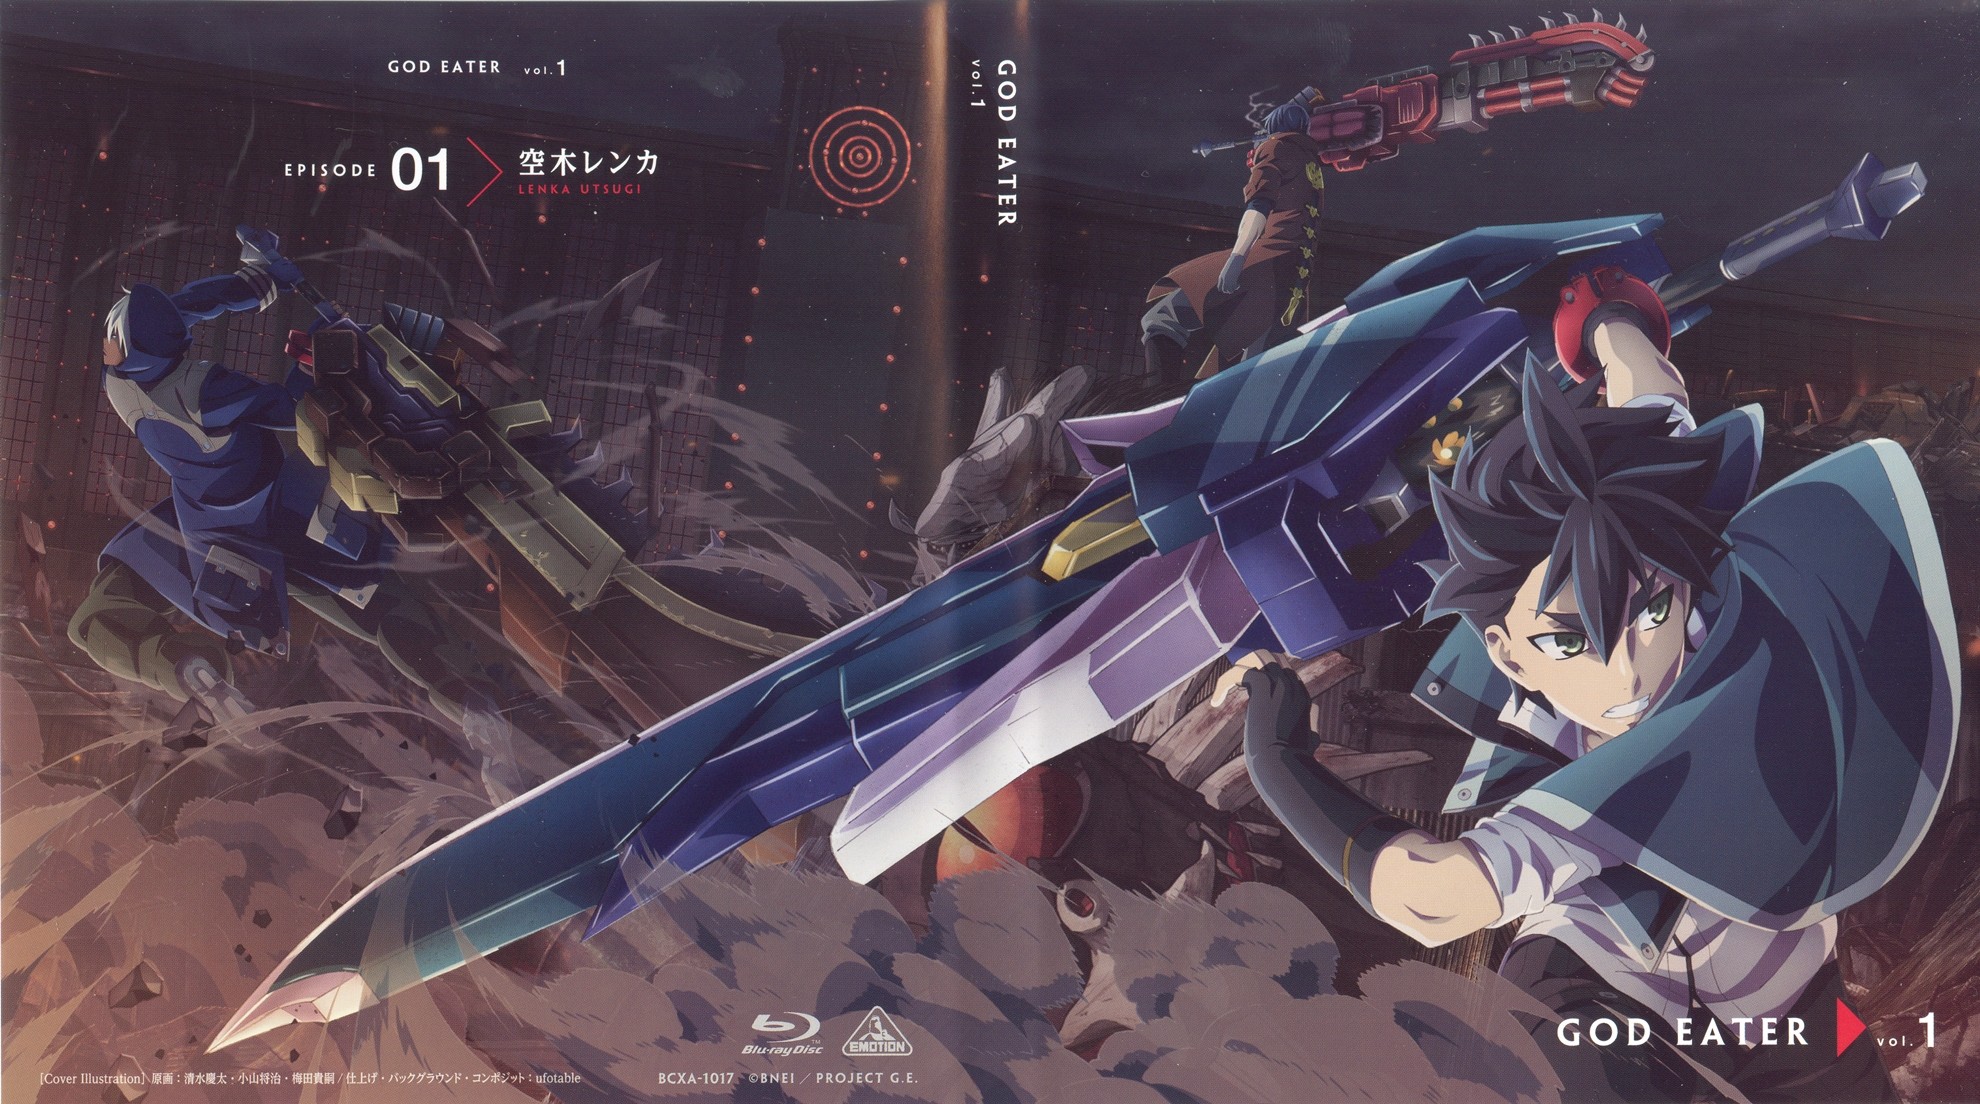 GOD EATER vol.1
EPISODE 01 空木レンカ
LENKA UTSUGI
GOD EATER
vol.1
GOD EATER vol.1
Blu-ray Disc TM
EMOTION
[Cover Illustration] 原画：清水慶太・小山将治・梅田貴嗣 / 仕上げ・バックグラウンド・コンポジット：ufotable
BCXA-1017 ©BNEI ／ PROJECT G.E.